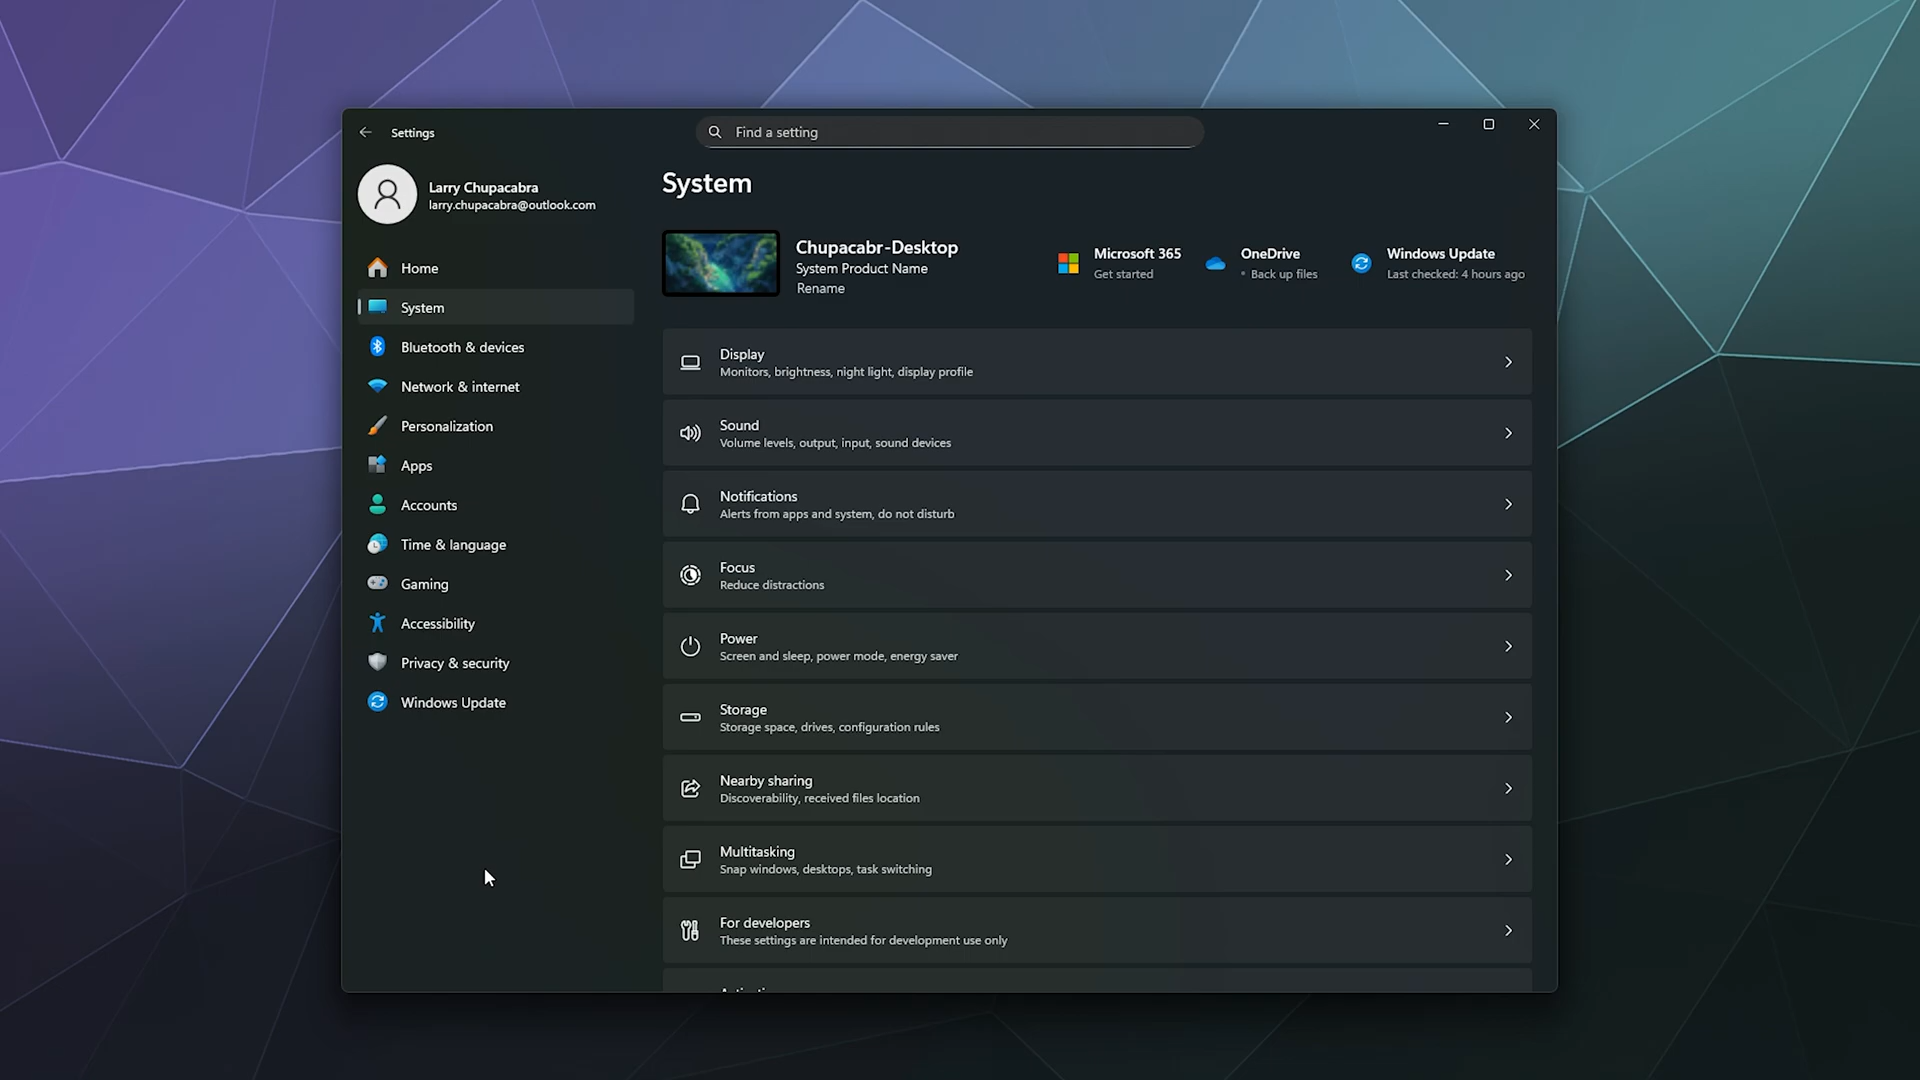 Settings
Find a setting
Larry Chupacabra
larry.chupacabra@outlook.com
Home
System
Bluetooth & devices
Network & internet
Personalization
Apps
Accounts
Time & language
Gaming
Accessibility
Privacy & security
Windows Update
System
Chupacabr-Desktop
System Product Name
Rename
Microsoft 365
Get started
OneDrive
• Back up files
Windows Update
Last checked: 4 hours ago
Display
Monitors, brightness, night light, display profile
Sound
Volume levels, output, input, sound devices
Notifications
Alerts from apps and system, do not disturb
Focus
Reduce distractions
Power
Screen and sleep, power mode, energy saver
Storage
Storage space, drives, configuration rules
Nearby sharing
Discoverability, received files location
Multitasking
Snap windows, desktops, task switching
For developers
These settings are intended for development use only